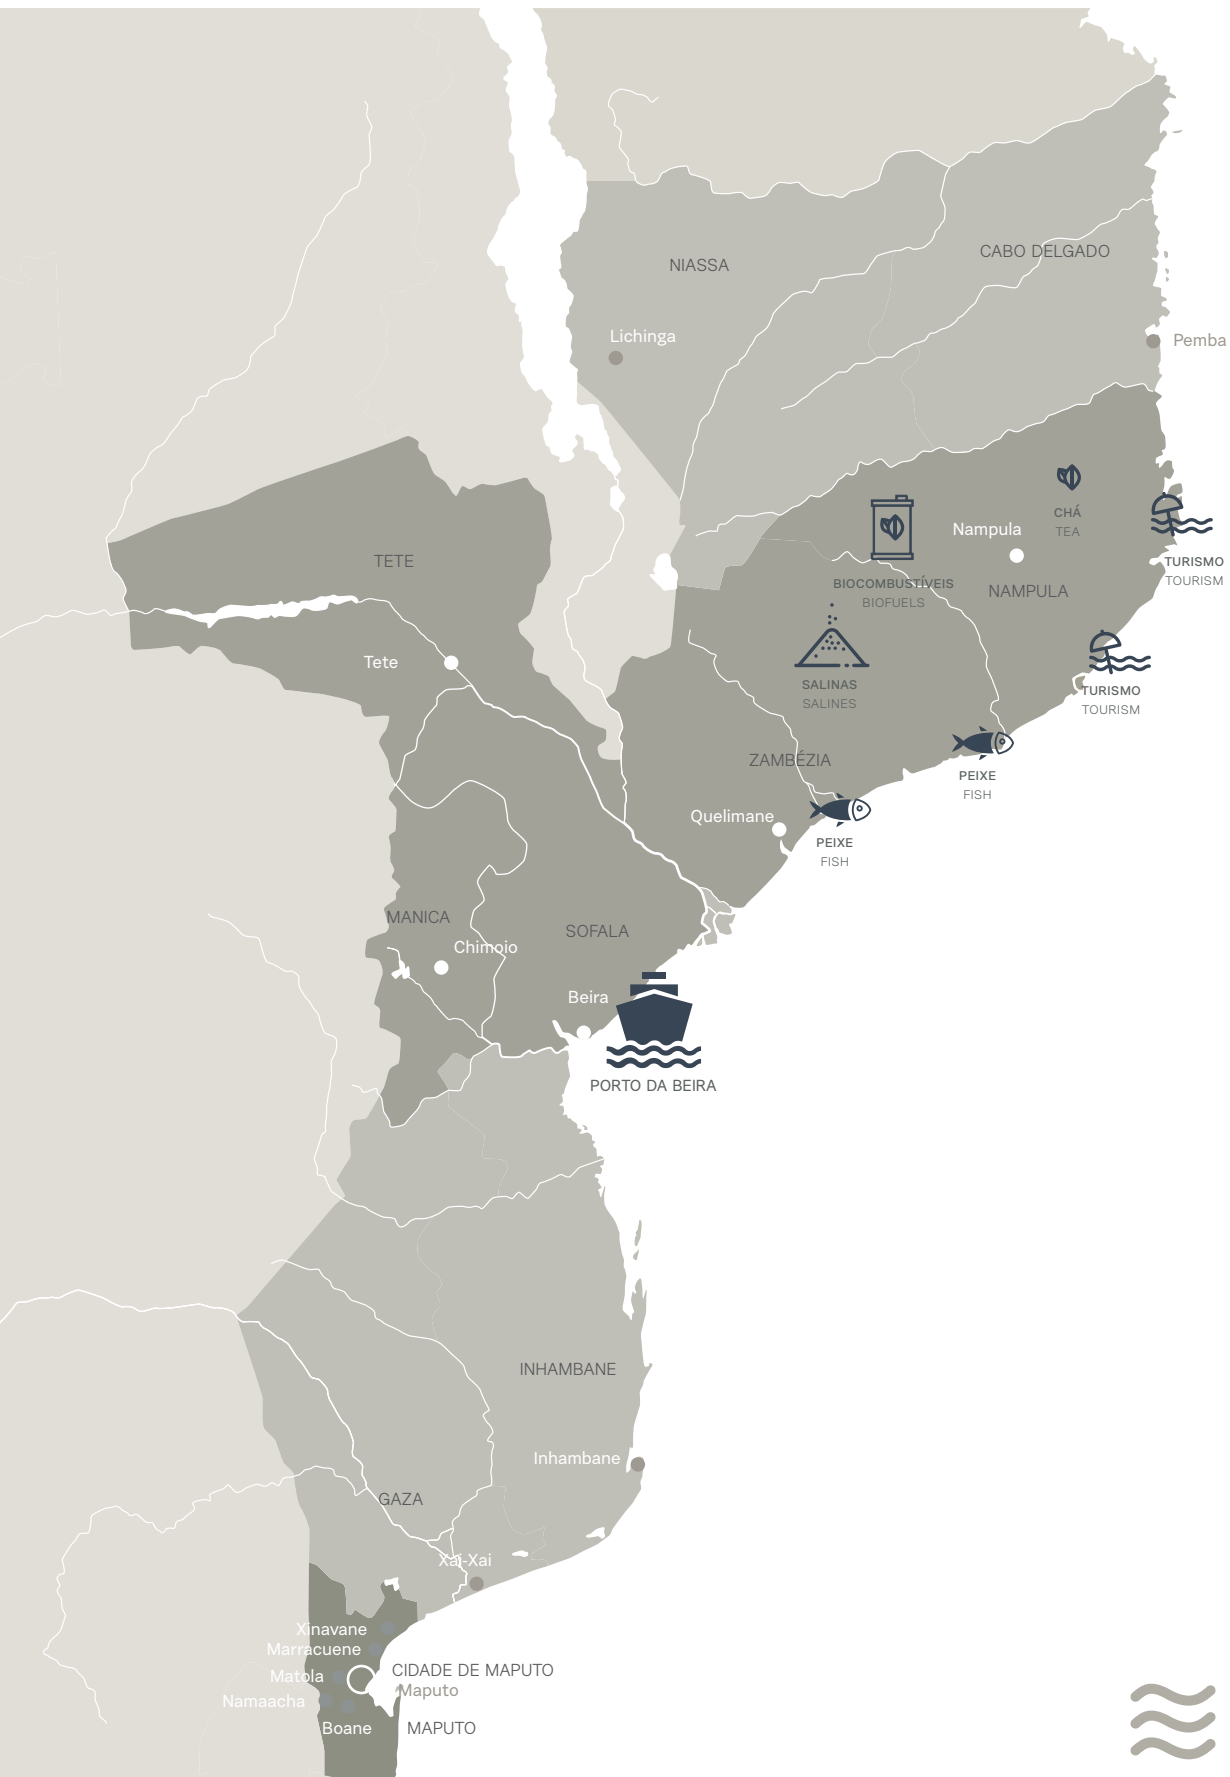 CABO DELGADO
NIASSA
Lichinga
Pemba
CHÁ
TEA
Nampula
TETE
TURISMO
TOURISM
BIOCOMBUSTÍVEIS
BIOFUELS
NAMPULA
Tete
SALINAS
SALINES
TURISMO
TOURISM
ZAMBÉZIA
PEIXE
FISH
Quelimane
PEIXE
FISH
MANICA
SOFALA
Chimoio
Beira
PORTO DA BEIRA
INHAMBANE
Inhambane
GAZA
Xai-Xai
Xinavane
Marracuene
CIDADE DE MAPUTO
Matola
Maputo
Namaacha
Boane
MAPUTO